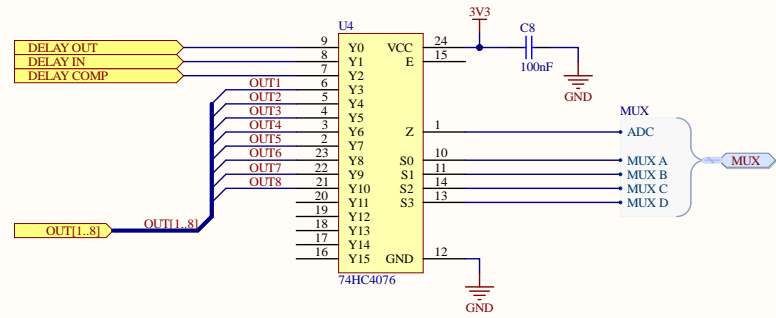 3V3
U4
C8
DELAY OUT 9 Y0 VCC 24
DELAY IN 8 Y1 E 15
100nF
DELAY COMP 7 Y2
GND
OUT1 6 Y3
OUT2 5 Y4
MUX
OUT3 4 Y5
OUT4 3 Y6 Z 1 ADC
OUT5 2 Y7
OUT6 23 Y8 S0 10 MUX A MUX
OUT7 22 Y9 S1 11 MUX B
OUT8 21 Y10 S2 14 MUX C
20 Y11 S3 13 MUX D
19 Y12
OUT[1..8] OUT[1..8] 18 Y13
17 Y14
16 Y15 GND 12
74HC4076
GND